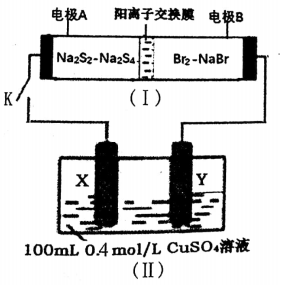 电极A 阳离子交换膜 电极B
Na₂S₂-Na₂S₄ Br₂-NaBr
K
(Ⅰ)
X Y
100mL 0.4mol/L CuSO₄溶液
(Ⅱ)